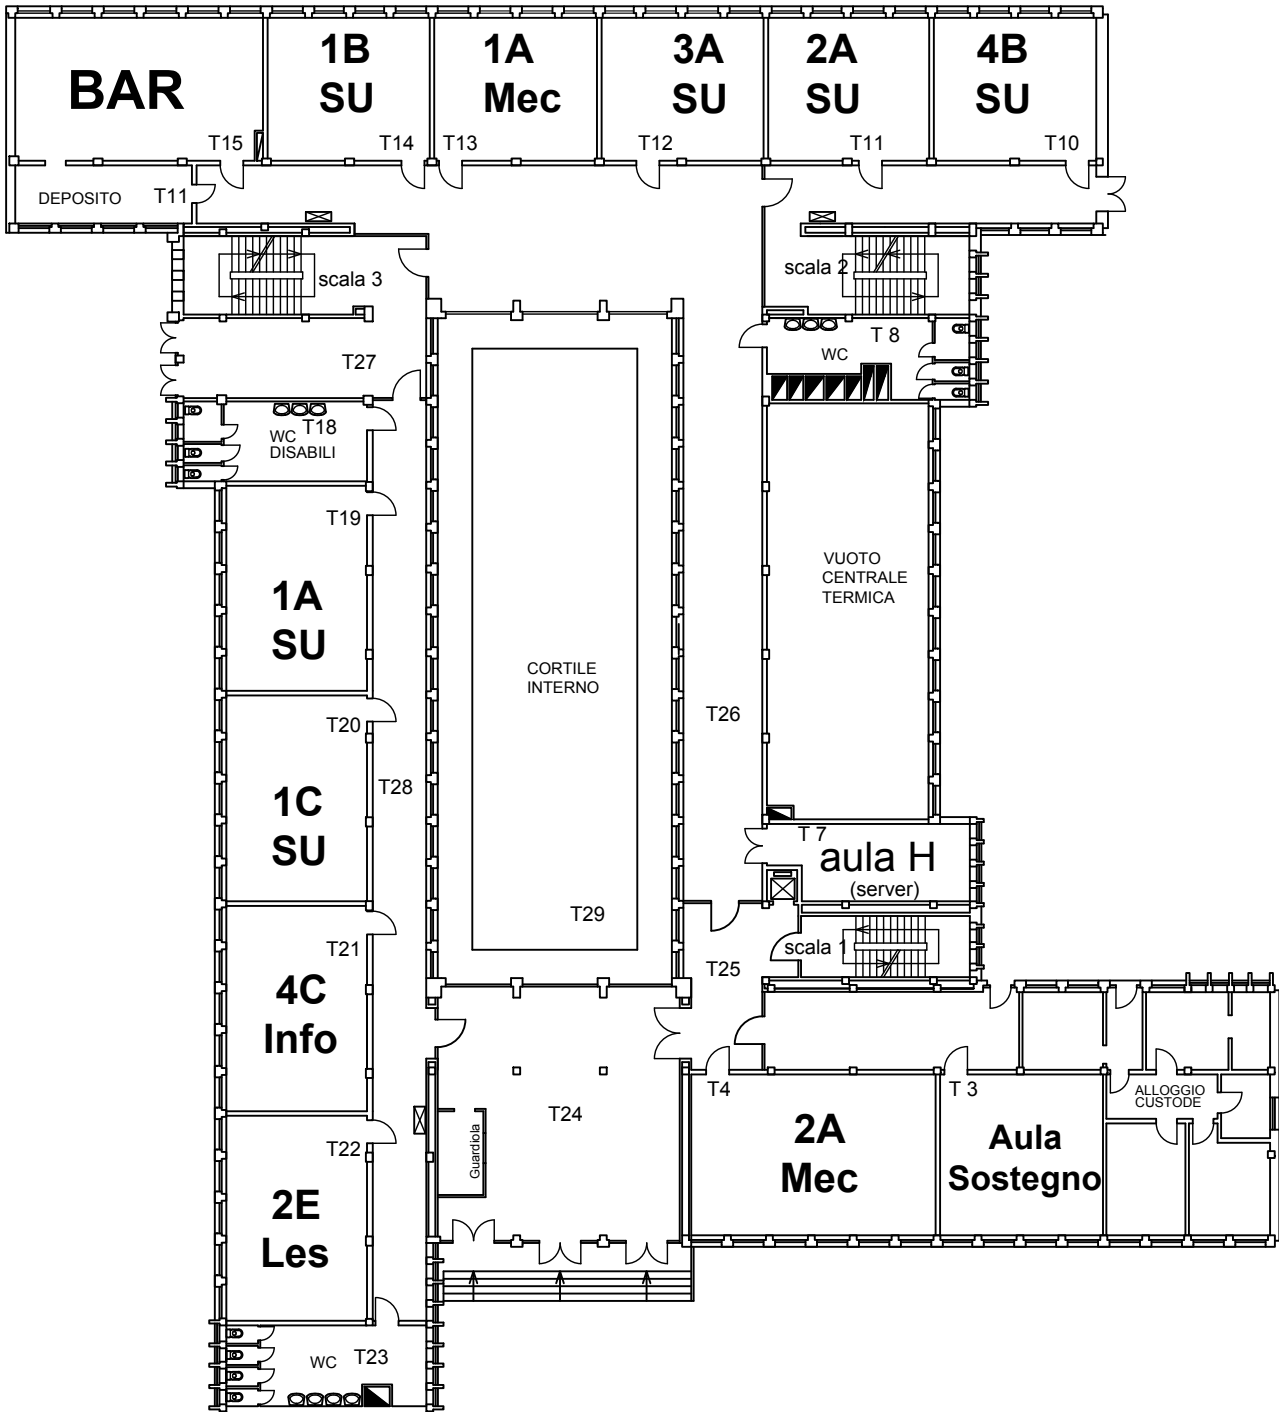 BAR
1B
SU
1A
Mec
3A
SU
2A
SU
4B
SU
T15
T14
T13
T12
T11
T10
DEPOSITO
T11
scala 3
scala 2
T 8
WC
T27
T18
WC
DISABILI
T19
1A
SU
VUOTO
CENTRALE
TERMICA
CORTILE
INTERNO
T26
T20
T28
1C
SU
T 7
aula H
(server)
T29
T21
T25
scala 1
4C
Info
T4
T 3
ALLOGGIO
CUSTODE
T24
Guardiola
2A
Mec
Aula
Sostegno
T22
2E
Les
WC
T23